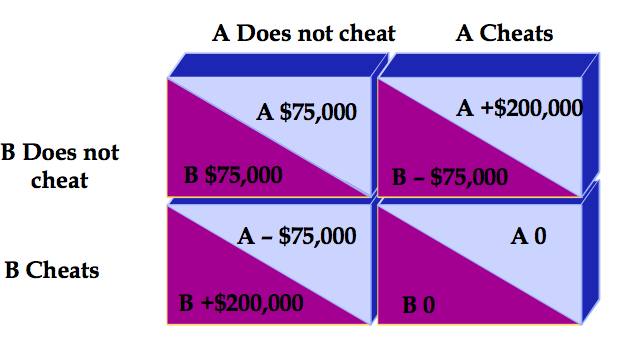 A Does not cheat A Cheats
A $75,000 A +$200,000
B Does not
cheat
B $75,000 B – $75,000
A – $75,000 A 0
B Cheats
B +$200,000 B 0